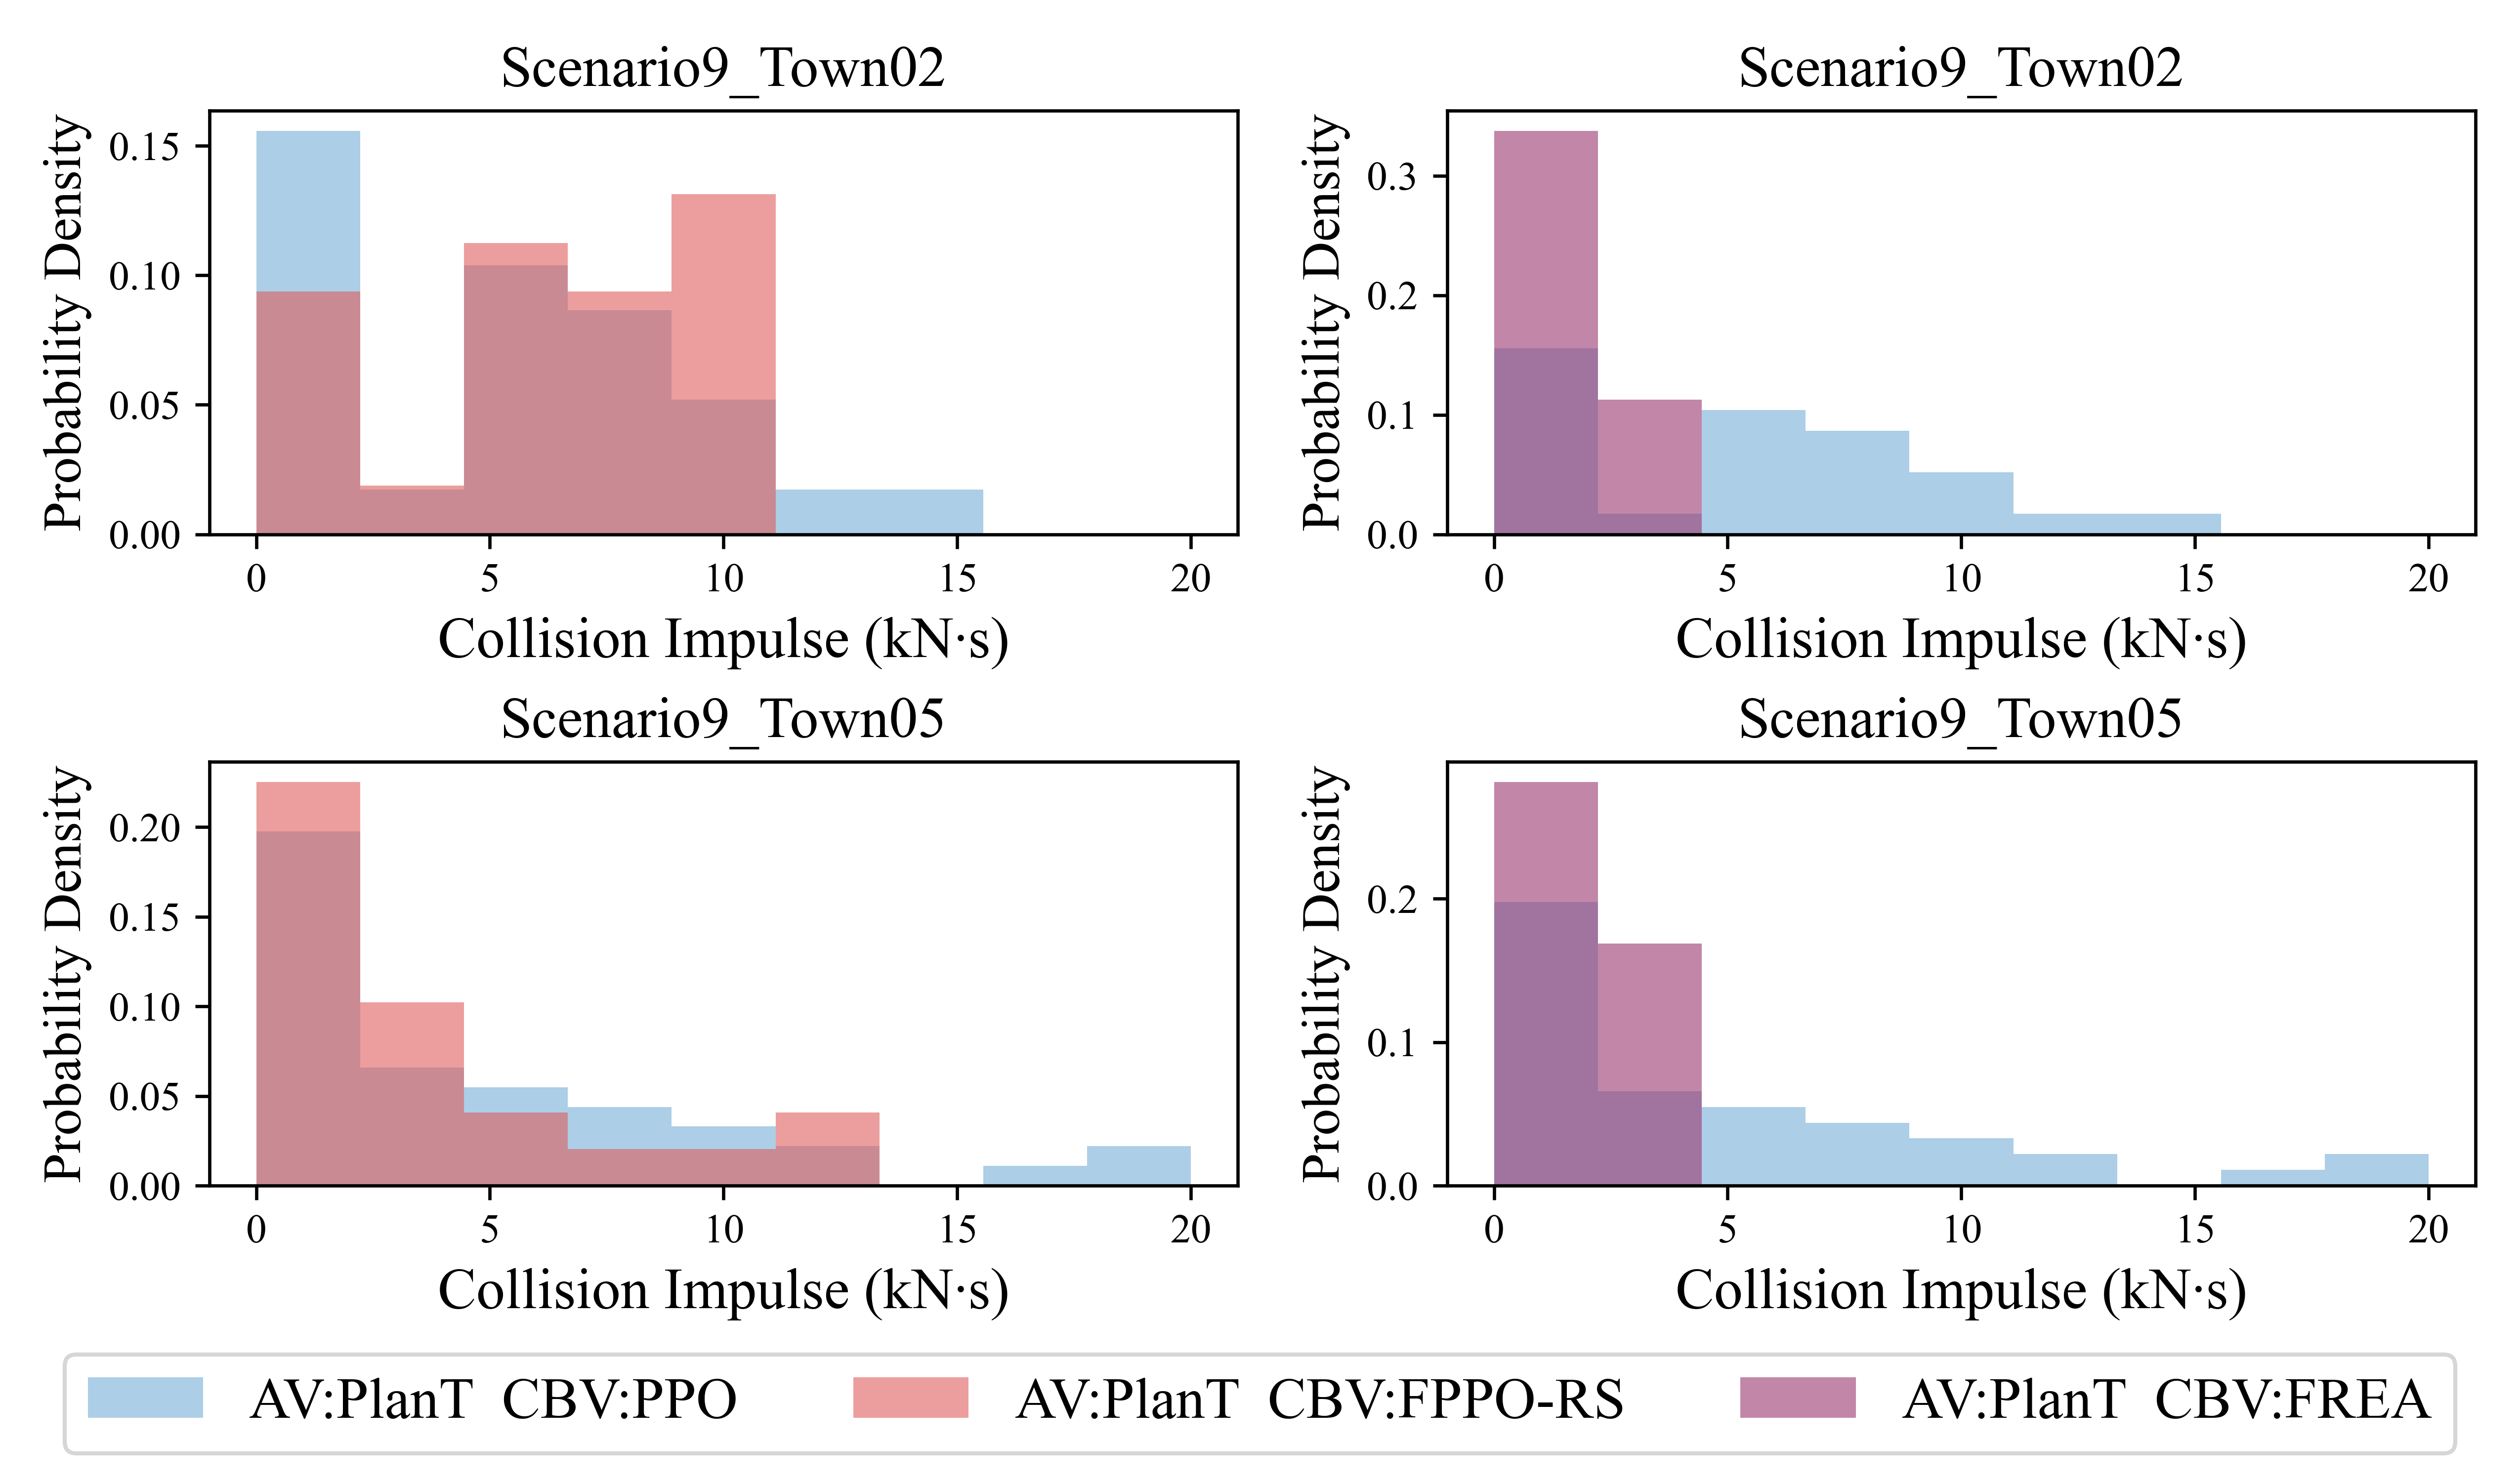 Scenario9_Town02
Probability Density
0.15
0.10
0.05
0.00
0 5 10 15 20
Collision Impulse (kN·s)
Scenario9_Town02
Probability Density
0.3
0.2
0.1
0.0
0 5 10 15 20
Collision Impulse (kN·s)
Scenario9_Town05
Probability Density
0.20
0.15
0.10
0.05
0.00
0 5 10 15 20
Collision Impulse (kN·s)
Scenario9_Town05
Probability Density
0.2
0.1
0.0
0 5 10 15 20
Collision Impulse (kN·s)
AV:PlanT CBV:PPO AV:PlanT CBV:FPPO-RS AV:PlanT CBV:FREA